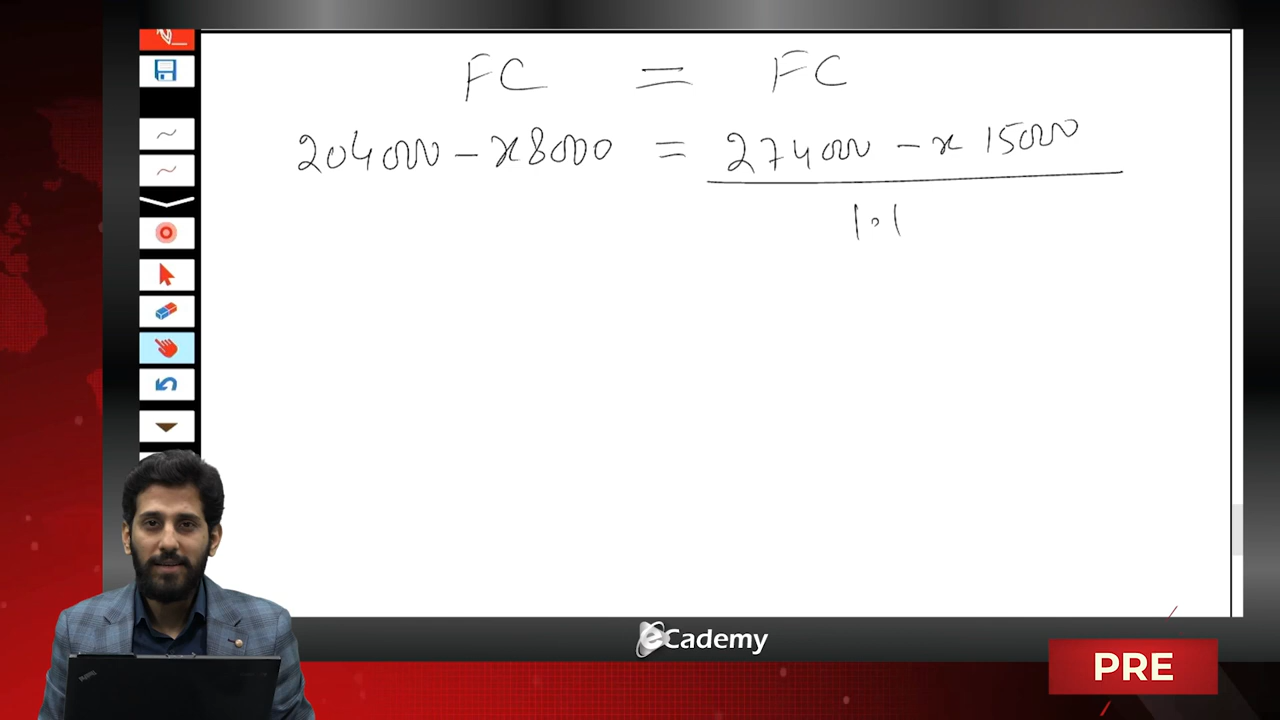 FC = FC
204000 - x8000 = 274000 - x 15000
1.1
eCademy
PRE